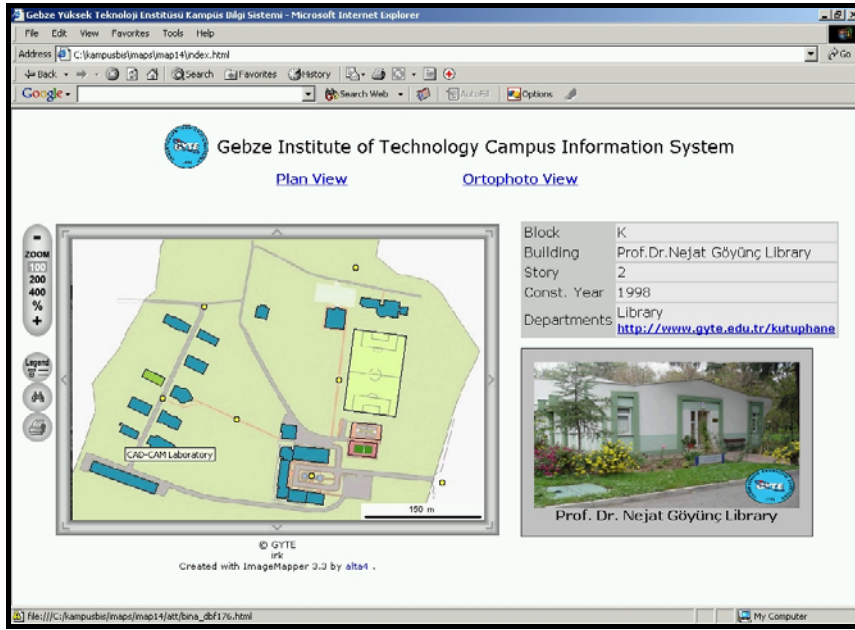 Gebze Yüksek Teknoloji Enstitüsü Kampüs Bilgi Sistemi - Microsoft Internet Explorer
File Edit View Favorites Tools Help
Address C:\kampusbis\maps\map14\index.html Go
Back Search Favorites History
Google Search Web AutoFill Options
Gebze Institute of Technology Campus Information System
Plan View Ortophoto View
ZOOM
100
200
400
%
Legend
CAD-CAM Laboratory
150 m
Block K
Building Prof.Dr.Nejat Göyünç Library
Story 2
Const. Year 1998
Departments Library
http://www.gyte.edu.tr/kutuphane
GYTE
Prof. Dr. Nejat Göyünç Library
© GYTE
irk
Created with ImageMapper 3.3 by alta4 .
file:///C:/kampusbis/maps/map14/att/bina_dbf176.html My Computer